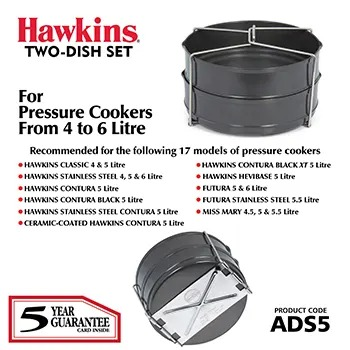 Hawkins®
TWO-DISH SET
For
Pressure Cookers
From 4 to 6 Litre
Recommended for the following 17 models of pressure cookers
• HAWKINS CLASSIC 4 & 5 Litre
• HAWKINS STAINLESS STEEL 4, 5 & 6 Litre
• HAWKINS CONTURA 5 Litre
• HAWKINS CONTURA BLACK 5 Litre
• HAWKINS STAINLESS STEEL CONTURA 5 Litre
• CERAMIC-COATED HAWKINS CONTURA 5 Litre
• HAWKINS CONTURA BLACK XT 5 Litre
• HAWKINS HEVIBASE 5 Litre
• FUTURA 5 & 6 Litre
• FUTURA STAINLESS STEEL 5.5 Litre
• MISS MARY 4.5, 5 & 5.5 Litre
5 YEAR
GUARANTEE
CARD INSIDE
PRODUCT CODE
ADS5